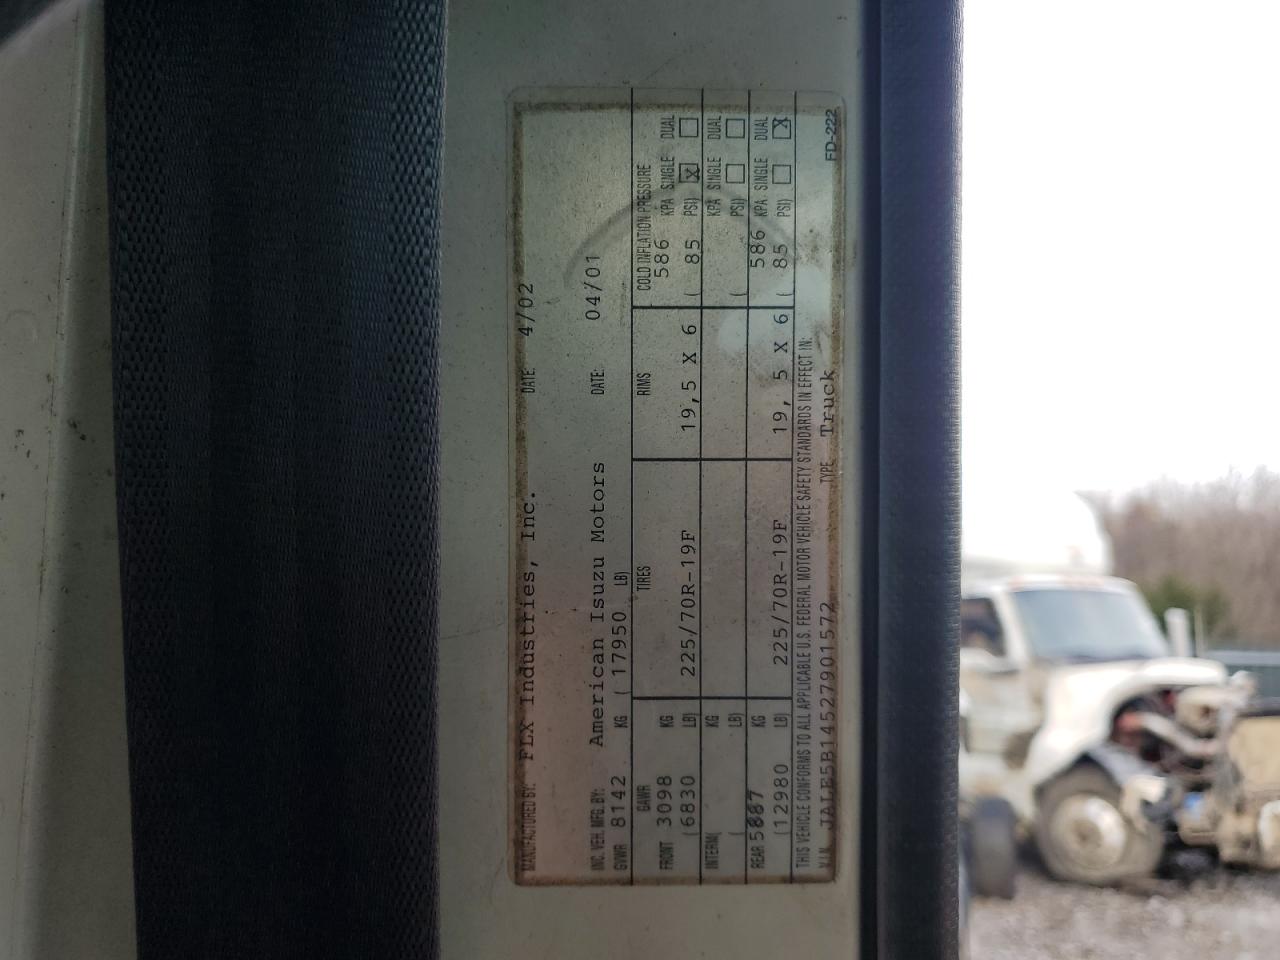 MANUFACTURED BY: FLX Industries, Inc. DATE: 4/02
INC. VEH. MFG. BY: American Isuzu Motors DATE: 04/01
GVWR 8142 KG ( 17950 LB)
GAWR TIRES RIMS COLD INFLATION PRESSURE
FRONT 3098 KG 586 KPA SINGLE DUAL
(6830 LB) 225/70R-19F 19,5 X 6 ( 85 PSI) X
INTERM( KG KPA SINGLE DUAL
( LB) ( PSI)
REAR KG 586 KPA SINGLE DUAL
(12980 LB) 225/70R-19F 19, 5 X 6 ( 85 PSI) X
THIS VEHICLE CONFORMS TO ALL APPLICABLE U.S. FEDERAL MOTOR VEHICLE SAFETY STANDARDS IN EFFECT IN:
V.I.N. JALE5B14527901572 TYPE Truck
FD-222